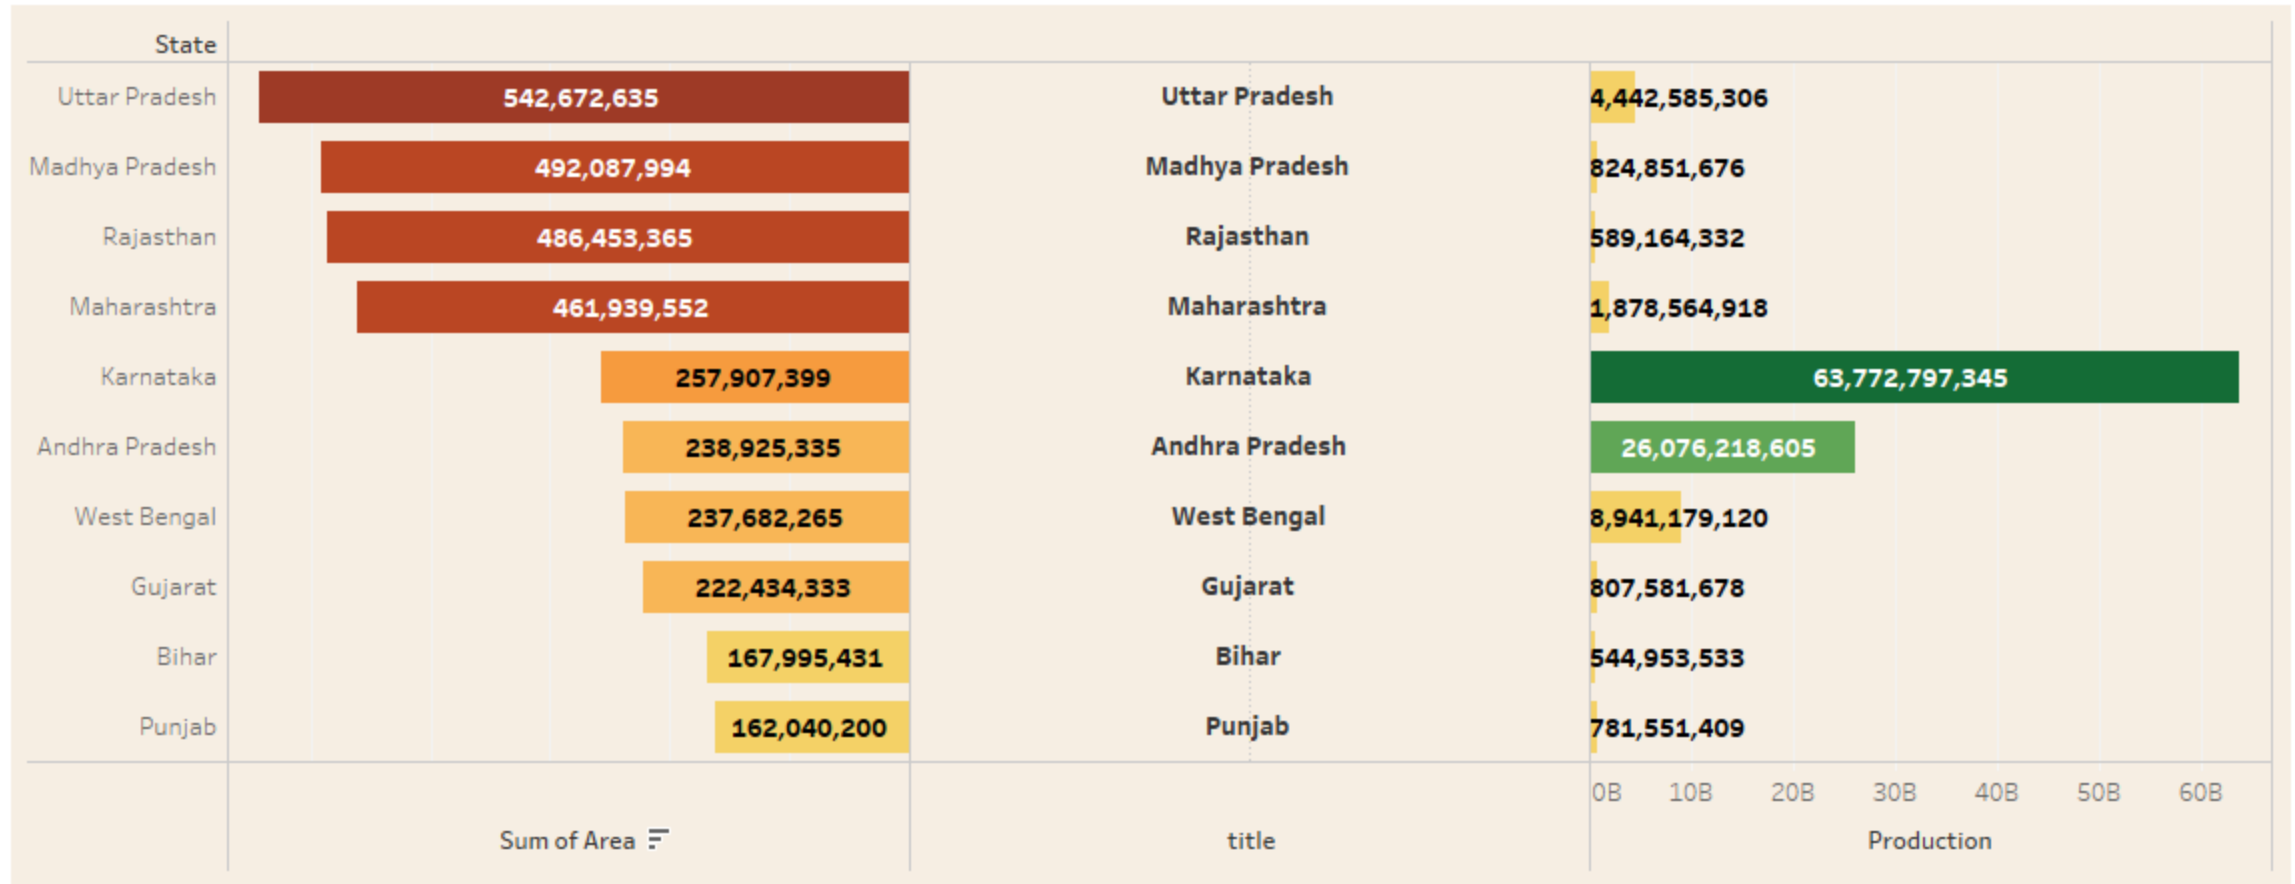 State
Uttar Pradesh 542,672,635 Uttar Pradesh 4,442,585,306
Madhya Pradesh 492,087,994 Madhya Pradesh 824,851,676
Rajasthan 486,453,365 Rajasthan 589,164,332
Maharashtra 461,939,552 Maharashtra 1,878,564,918
Karnataka 257,907,399 Karnataka 63,772,797,345
Andhra Pradesh 238,925,335 Andhra Pradesh 26,076,218,605
West Bengal 237,682,265 West Bengal 8,941,179,120
Gujarat 222,434,333 Gujarat 807,581,678
Bihar 167,995,431 Bihar 544,953,533
Punjab 162,040,200 Punjab 781,551,409
0B 10B 20B 30B 40B 50B 60B
Sum of Area title Production